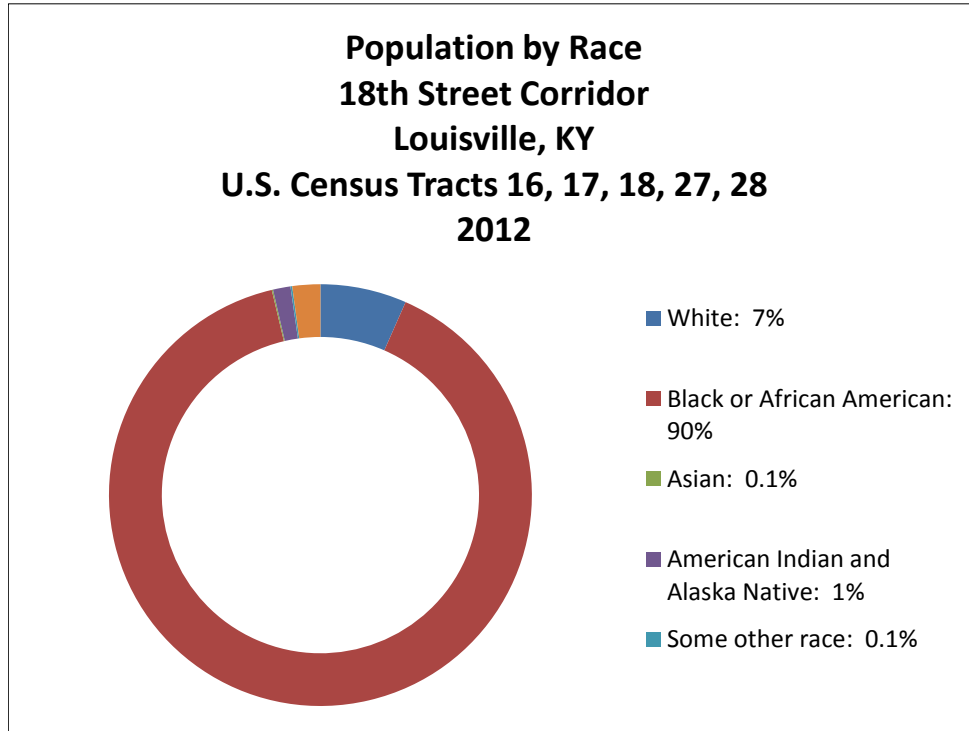 Population by Race
18th Street Corridor
Louisville, KY
U.S. Census Tracts 16, 17, 18, 27, 28
2012
White:  7%
Black or African American:
90%
Asian:  0.1%
American Indian and
Alaska Native:  1%
Some other race:  0.1%